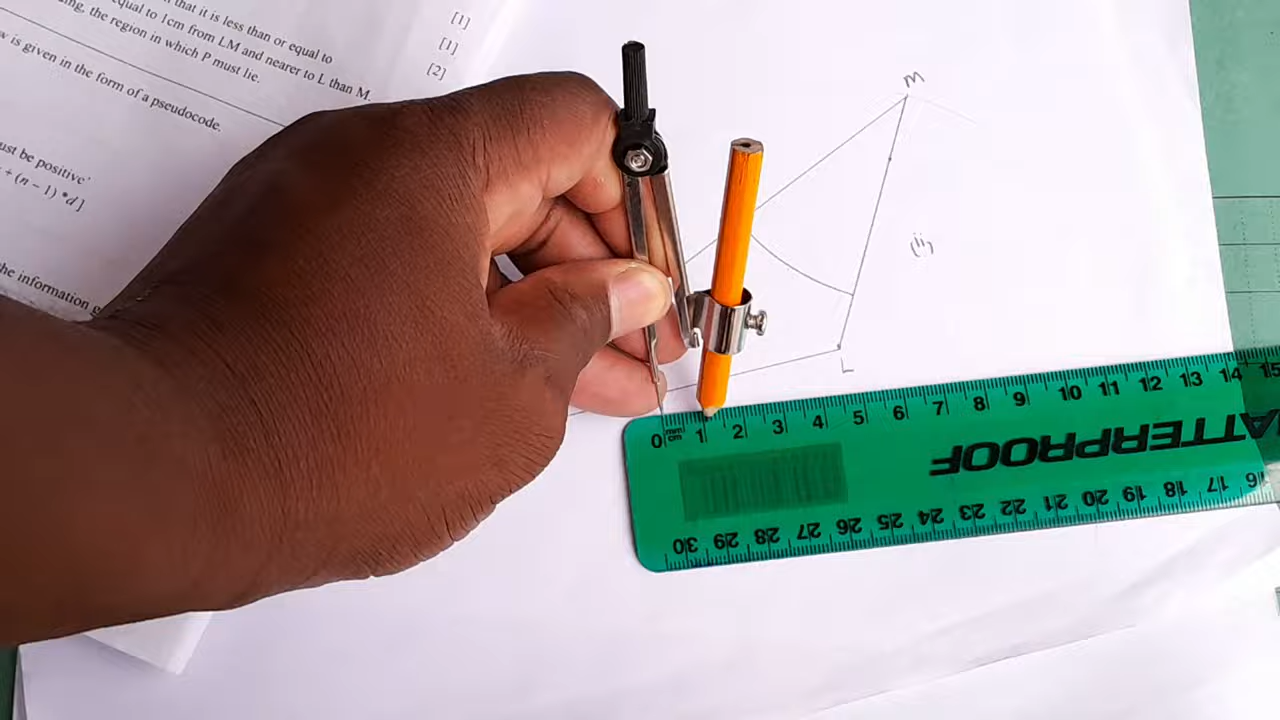 that it is less than or equal to
equal to 1cm from LM and nearer to L than M.
the region in which P must lie.
[1]
[1]
[2]
is given in the form of a pseudocode.
must be positive'
+ (n − 1) * d ]
the information
M
(ii)
L
0 mm cm 1 2 3 4 5 6 7 8 9 10 11 12 13 14 15
ATTERPROOF
30 29 28 27 26 25 24 23 22 21 20 19 18 17 16